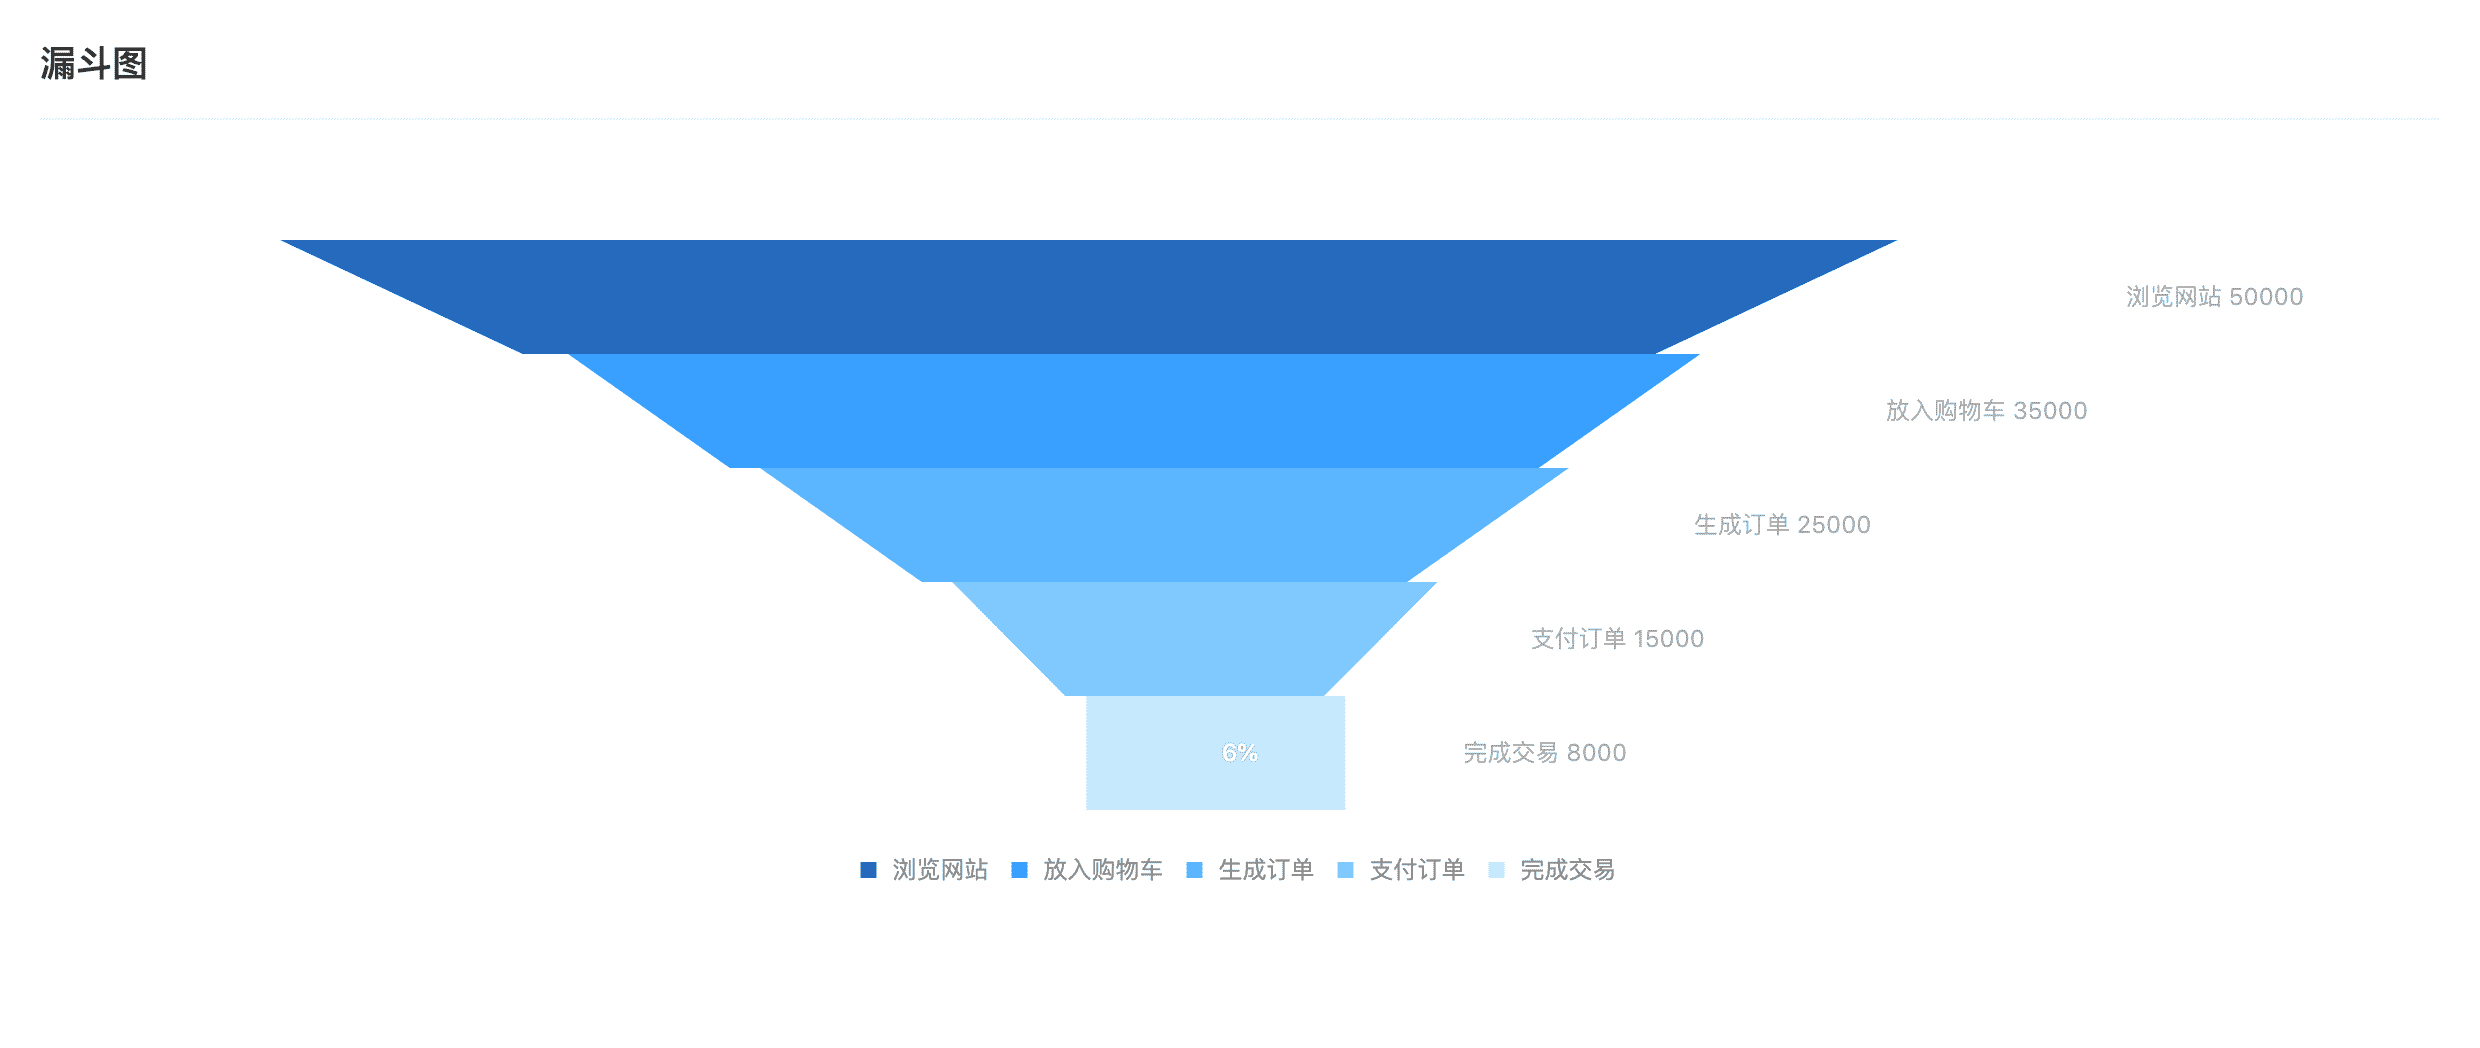 漏斗图
浏览网站 50000
放入购物车 35000
生成订单 25000
支付订单 15000
6%
完成交易 8000
浏览网站 放入购物车 生成订单 支付订单 完成交易